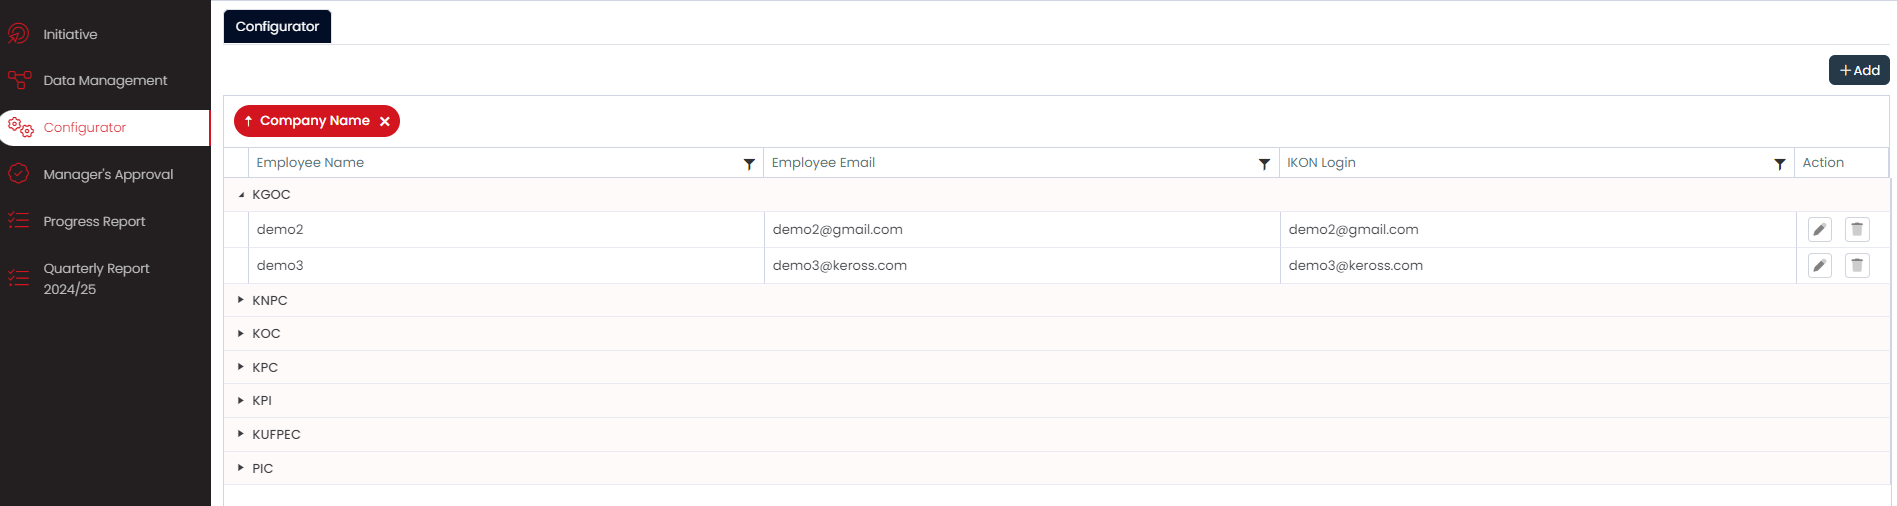 Initiative
Data Management
Configurator
Manager's Approval
Progress Report
Quarterly Report
2024/25
Configurator
+Add
↑ Company Name ×
Employee Name
Employee Email
IKON Login
Action
KGOC
demo2
demo2@gmail.com
demo2@gmail.com
demo3
demo3@keross.com
demo3@keross.com
KNPC
KOC
KPC
KPI
KUFPEC
PIC